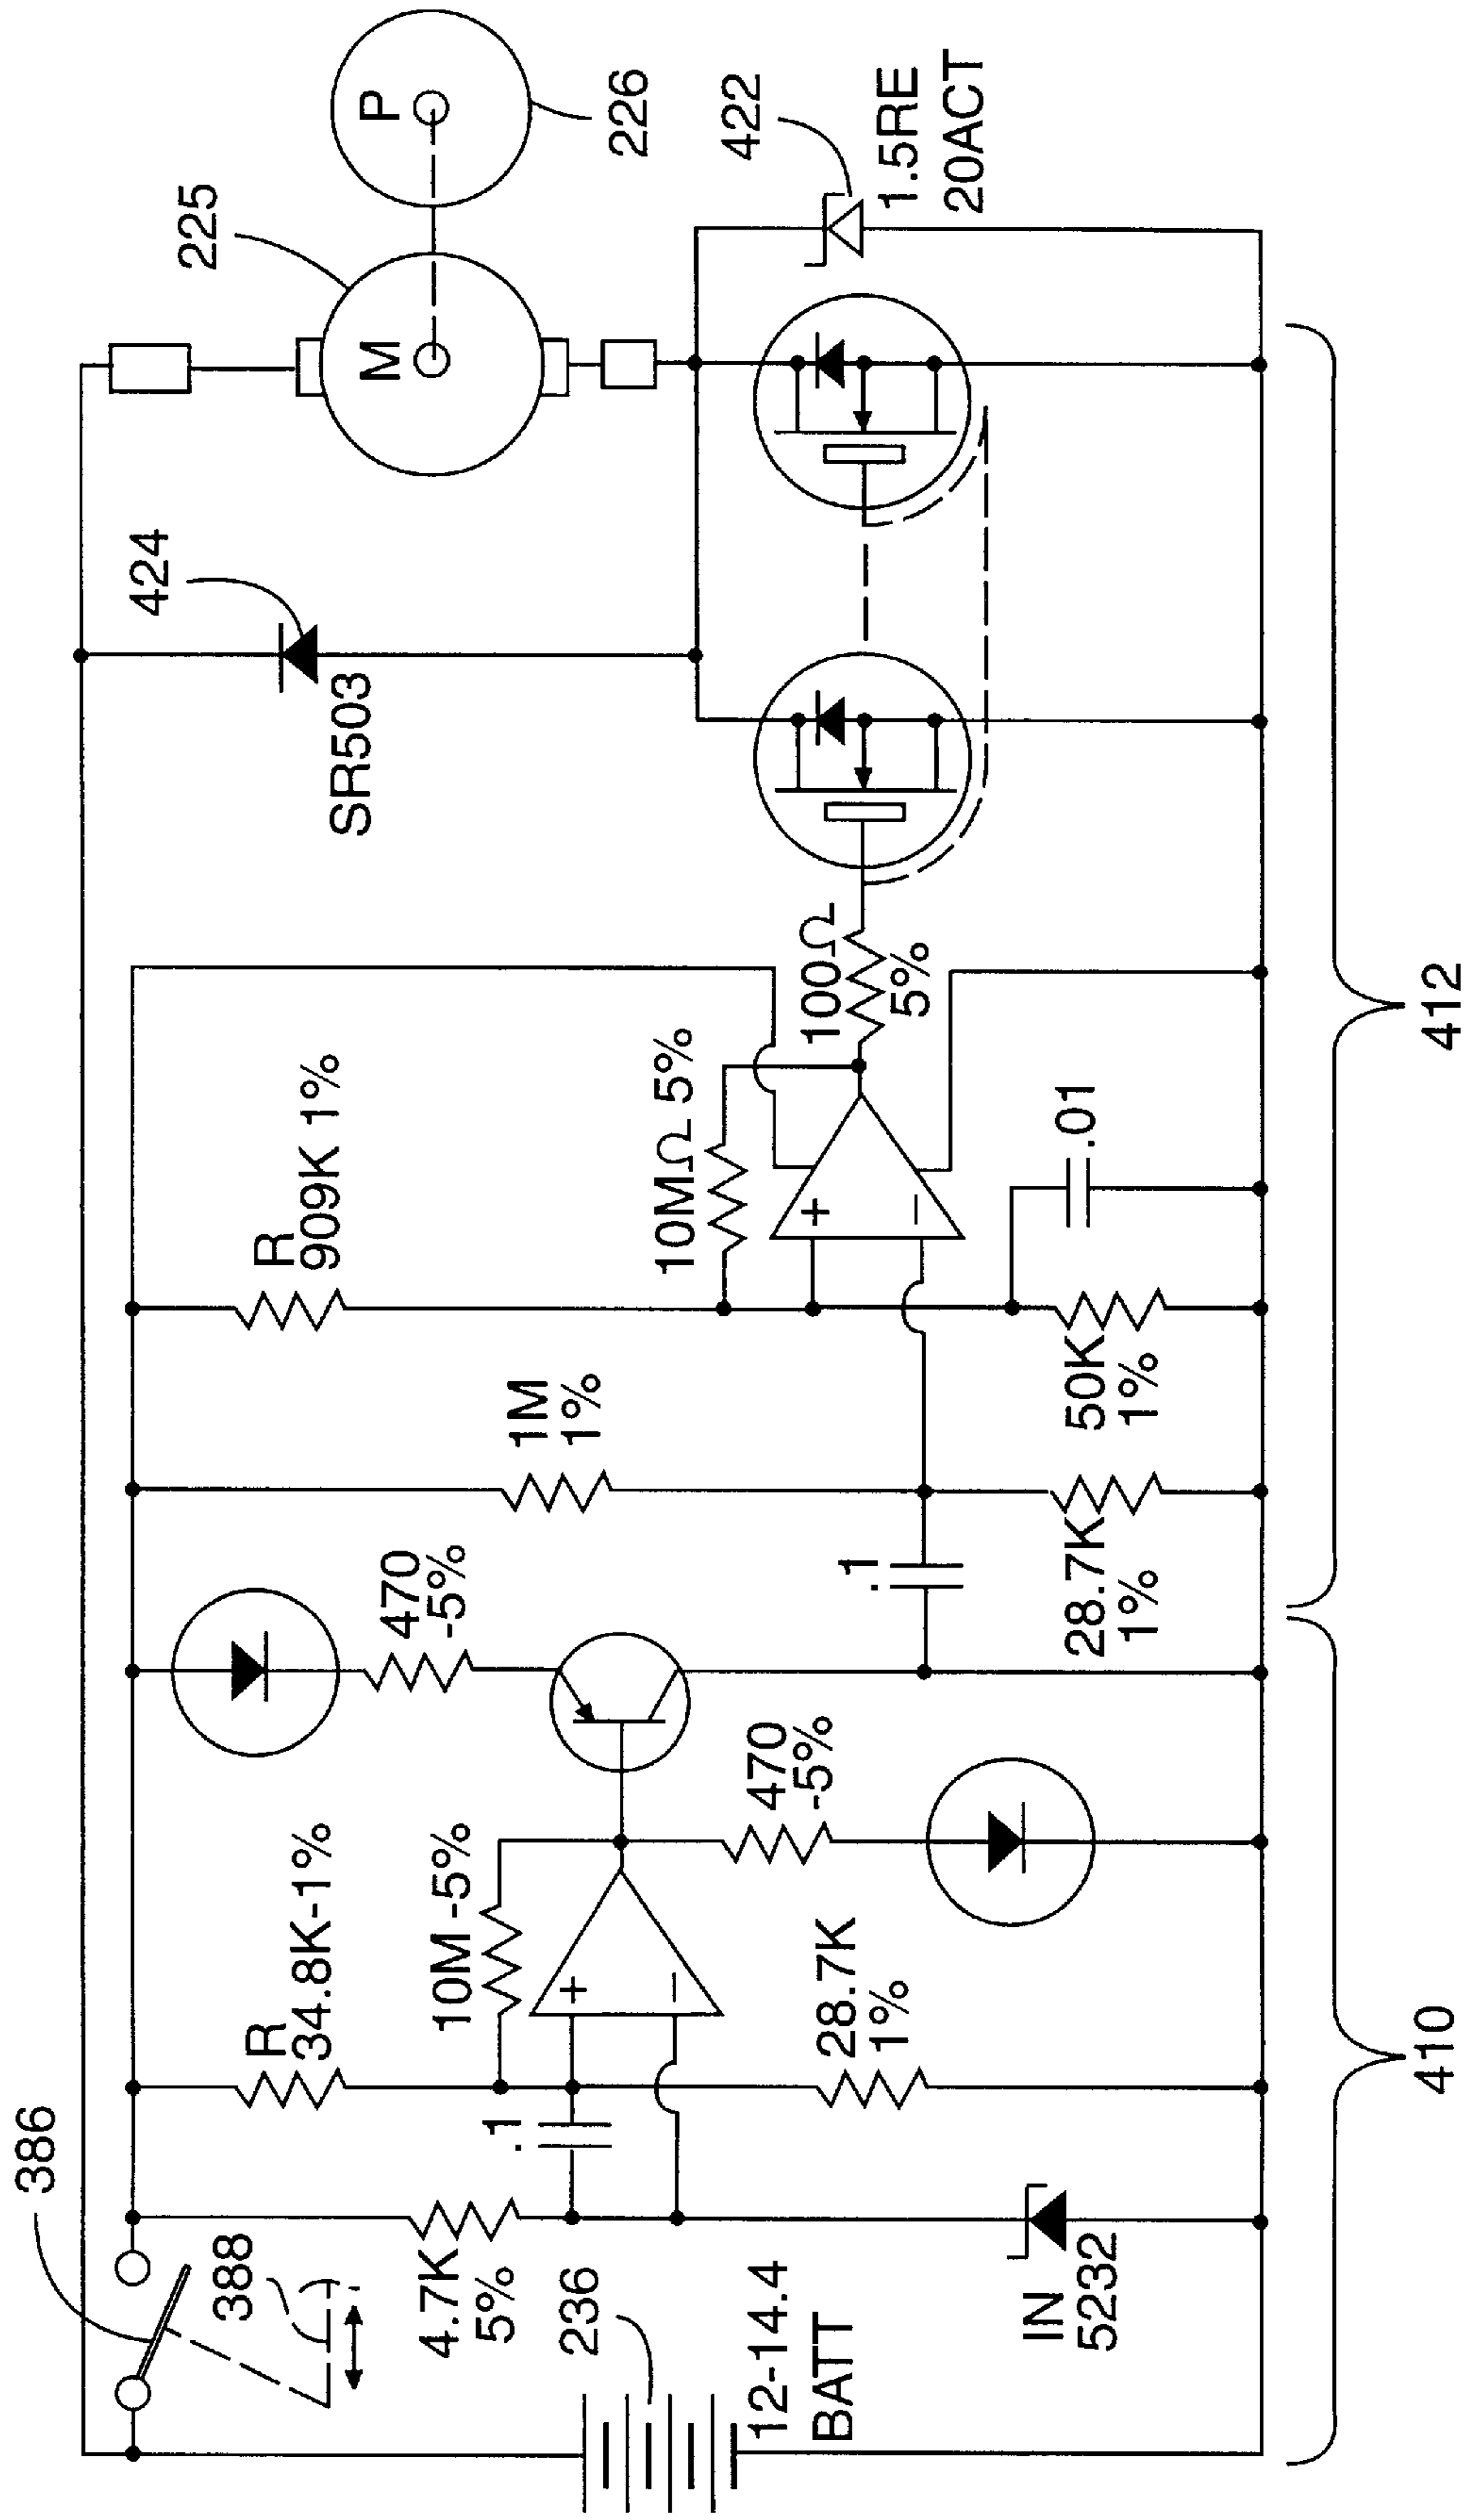 386
388
236
12-14.4
BATT
4.7K
5%
IN
5232
.1
R
34.8K-1%
10M-5%
+
−
28.7K
1%
470
-5%
470
-5%
.1
1M
1%
28.7K
1%
R
909K 1%
10MΩ 5%
+
−
50K
1%
.01
100Ω
5%
SR503
424
225
M
P
226
422
1.5RE
20ACT
410
412